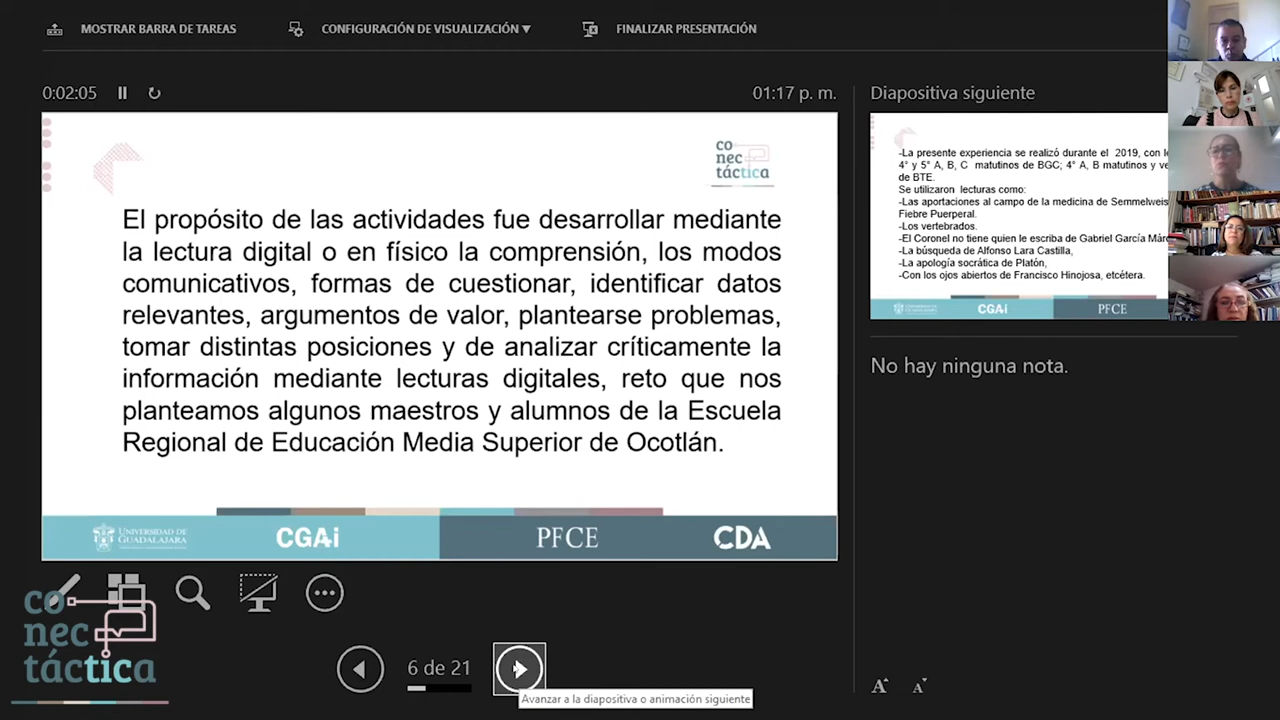 MOSTRAR BARRA DE TAREAS
CONFIGURACIÓN DE VISUALIZACIÓN ▼
FINALIZAR PRESENTACIÓN
0:02:05
01:17 p. m.
Diapositiva siguiente
co
nec
táctica
El propósito de las actividades fue desarrollar mediante
la lectura digital o en físico la comprensión, los modos
comunicativos, formas de cuestionar, identificar datos
relevantes, argumentos de valor, plantearse problemas,
tomar distintas posiciones y de analizar críticamente la
información mediante lecturas digitales, reto que nos
planteamos algunos maestros y alumnos de la Escuela
Regional de Educación Media Superior de Ocotlán.
UNIVERSIDAD DE
GUADALAJARA
CGAi
PFCE
CDA
-La presente experiencia se realizó durante el 2019, con
4° y 5° A, B, C matutinos de BGC; 4° A, B matutinos y
de BTE.
Se utilizaron lecturas como:
-Las aportaciones al campo de la medicina de Semmelweis
Fiebre Puerperal.
-Los vertebrados.
-El Coronel no tiene quien le escriba de Gabriel García
-La búsqueda de Alfonso Lara Castilla,
-La apología socrática de Platón,
-Con los ojos abiertos de Francisco Hinojosa, etcétera.
CGAi
PFCE
No hay ninguna nota.
co
nec
táctica
6 de 21
Avanzar a la diapositiva o animación siguiente
A A